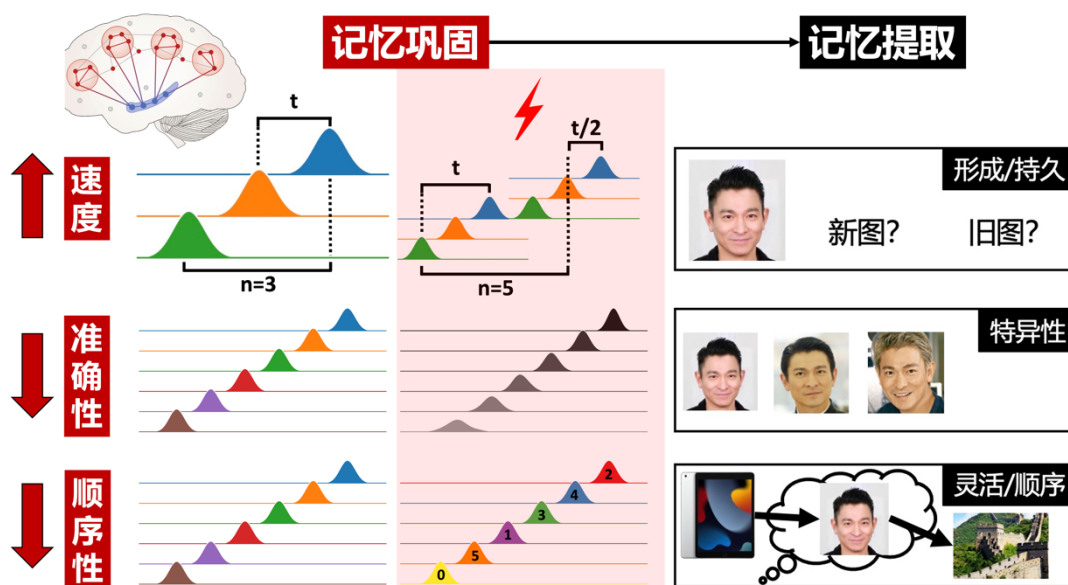 记忆巩固
记忆提取
t
t/2
t
速度
n=3
n=5
形成/持久
新图？ 旧图？
准确性
特异性
顺序性
2
4
3
1
5
0
灵活/顺序